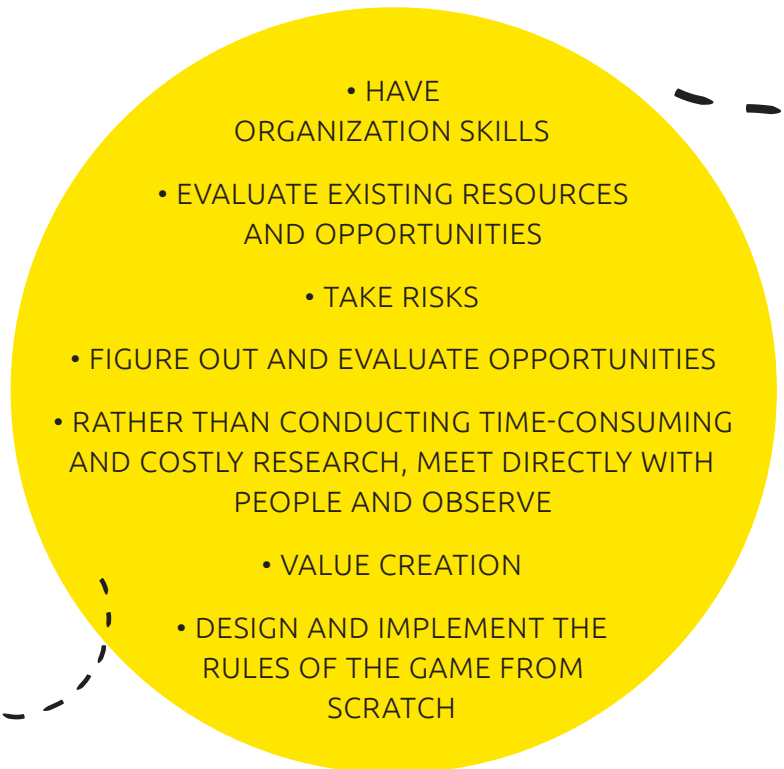 • HAVE
ORGANIZATION SKILLS
• EVALUATE EXISTING RESOURCES
AND OPPORTUNITIES
• TAKE RISKS
• FIGURE OUT AND EVALUATE OPPORTUNITIES
• RATHER THAN CONDUCTING TIME-CONSUMING
AND COSTLY RESEARCH, MEET DIRECTLY WITH
PEOPLE AND OBSERVE
• VALUE CREATION
• DESIGN AND IMPLEMENT THE
RULES OF THE GAME FROM
SCRATCH